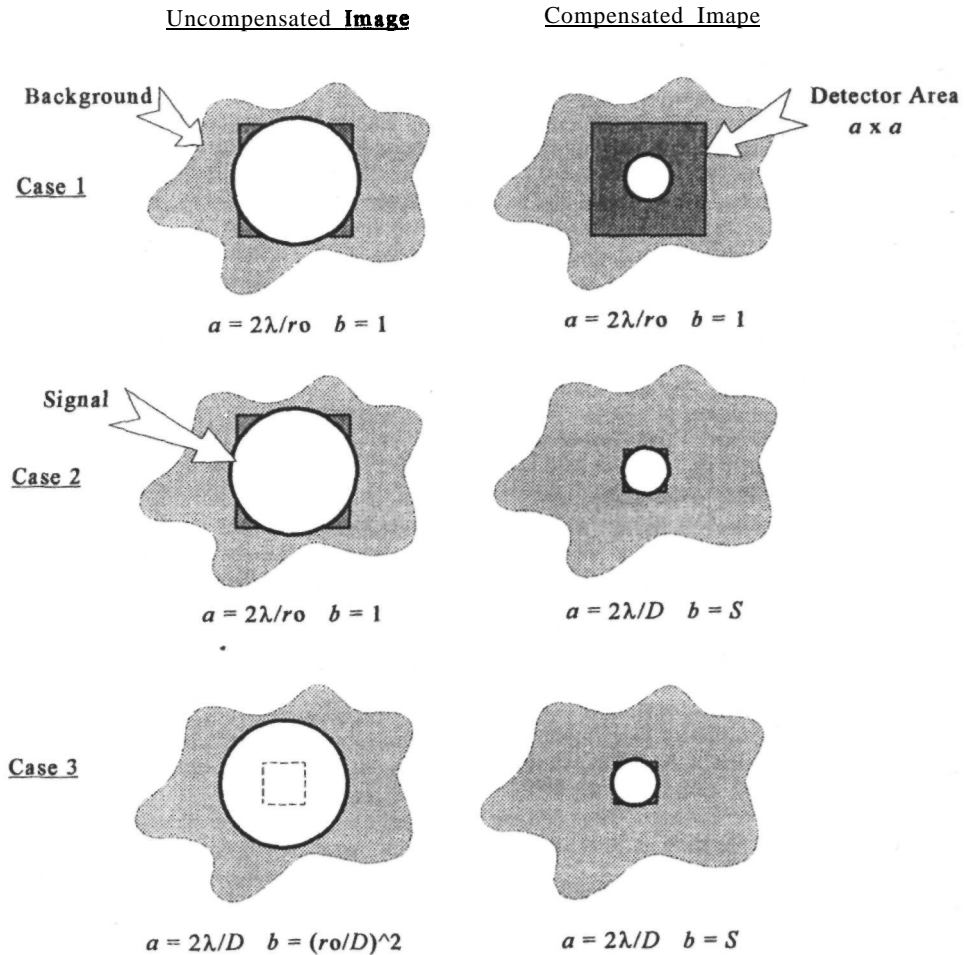 Uncompensated Image Compensated Imape
Background
Detector Area
a x a
Case 1
a = 2λ/ro b = 1 a = 2λ/ro b = 1
Signal
Case 2
a = 2λ/ro b = 1 a = 2λ/D b = S
Case 3
a = 2λ/D b = (ro/D)^2 a = 2λ/D b = S